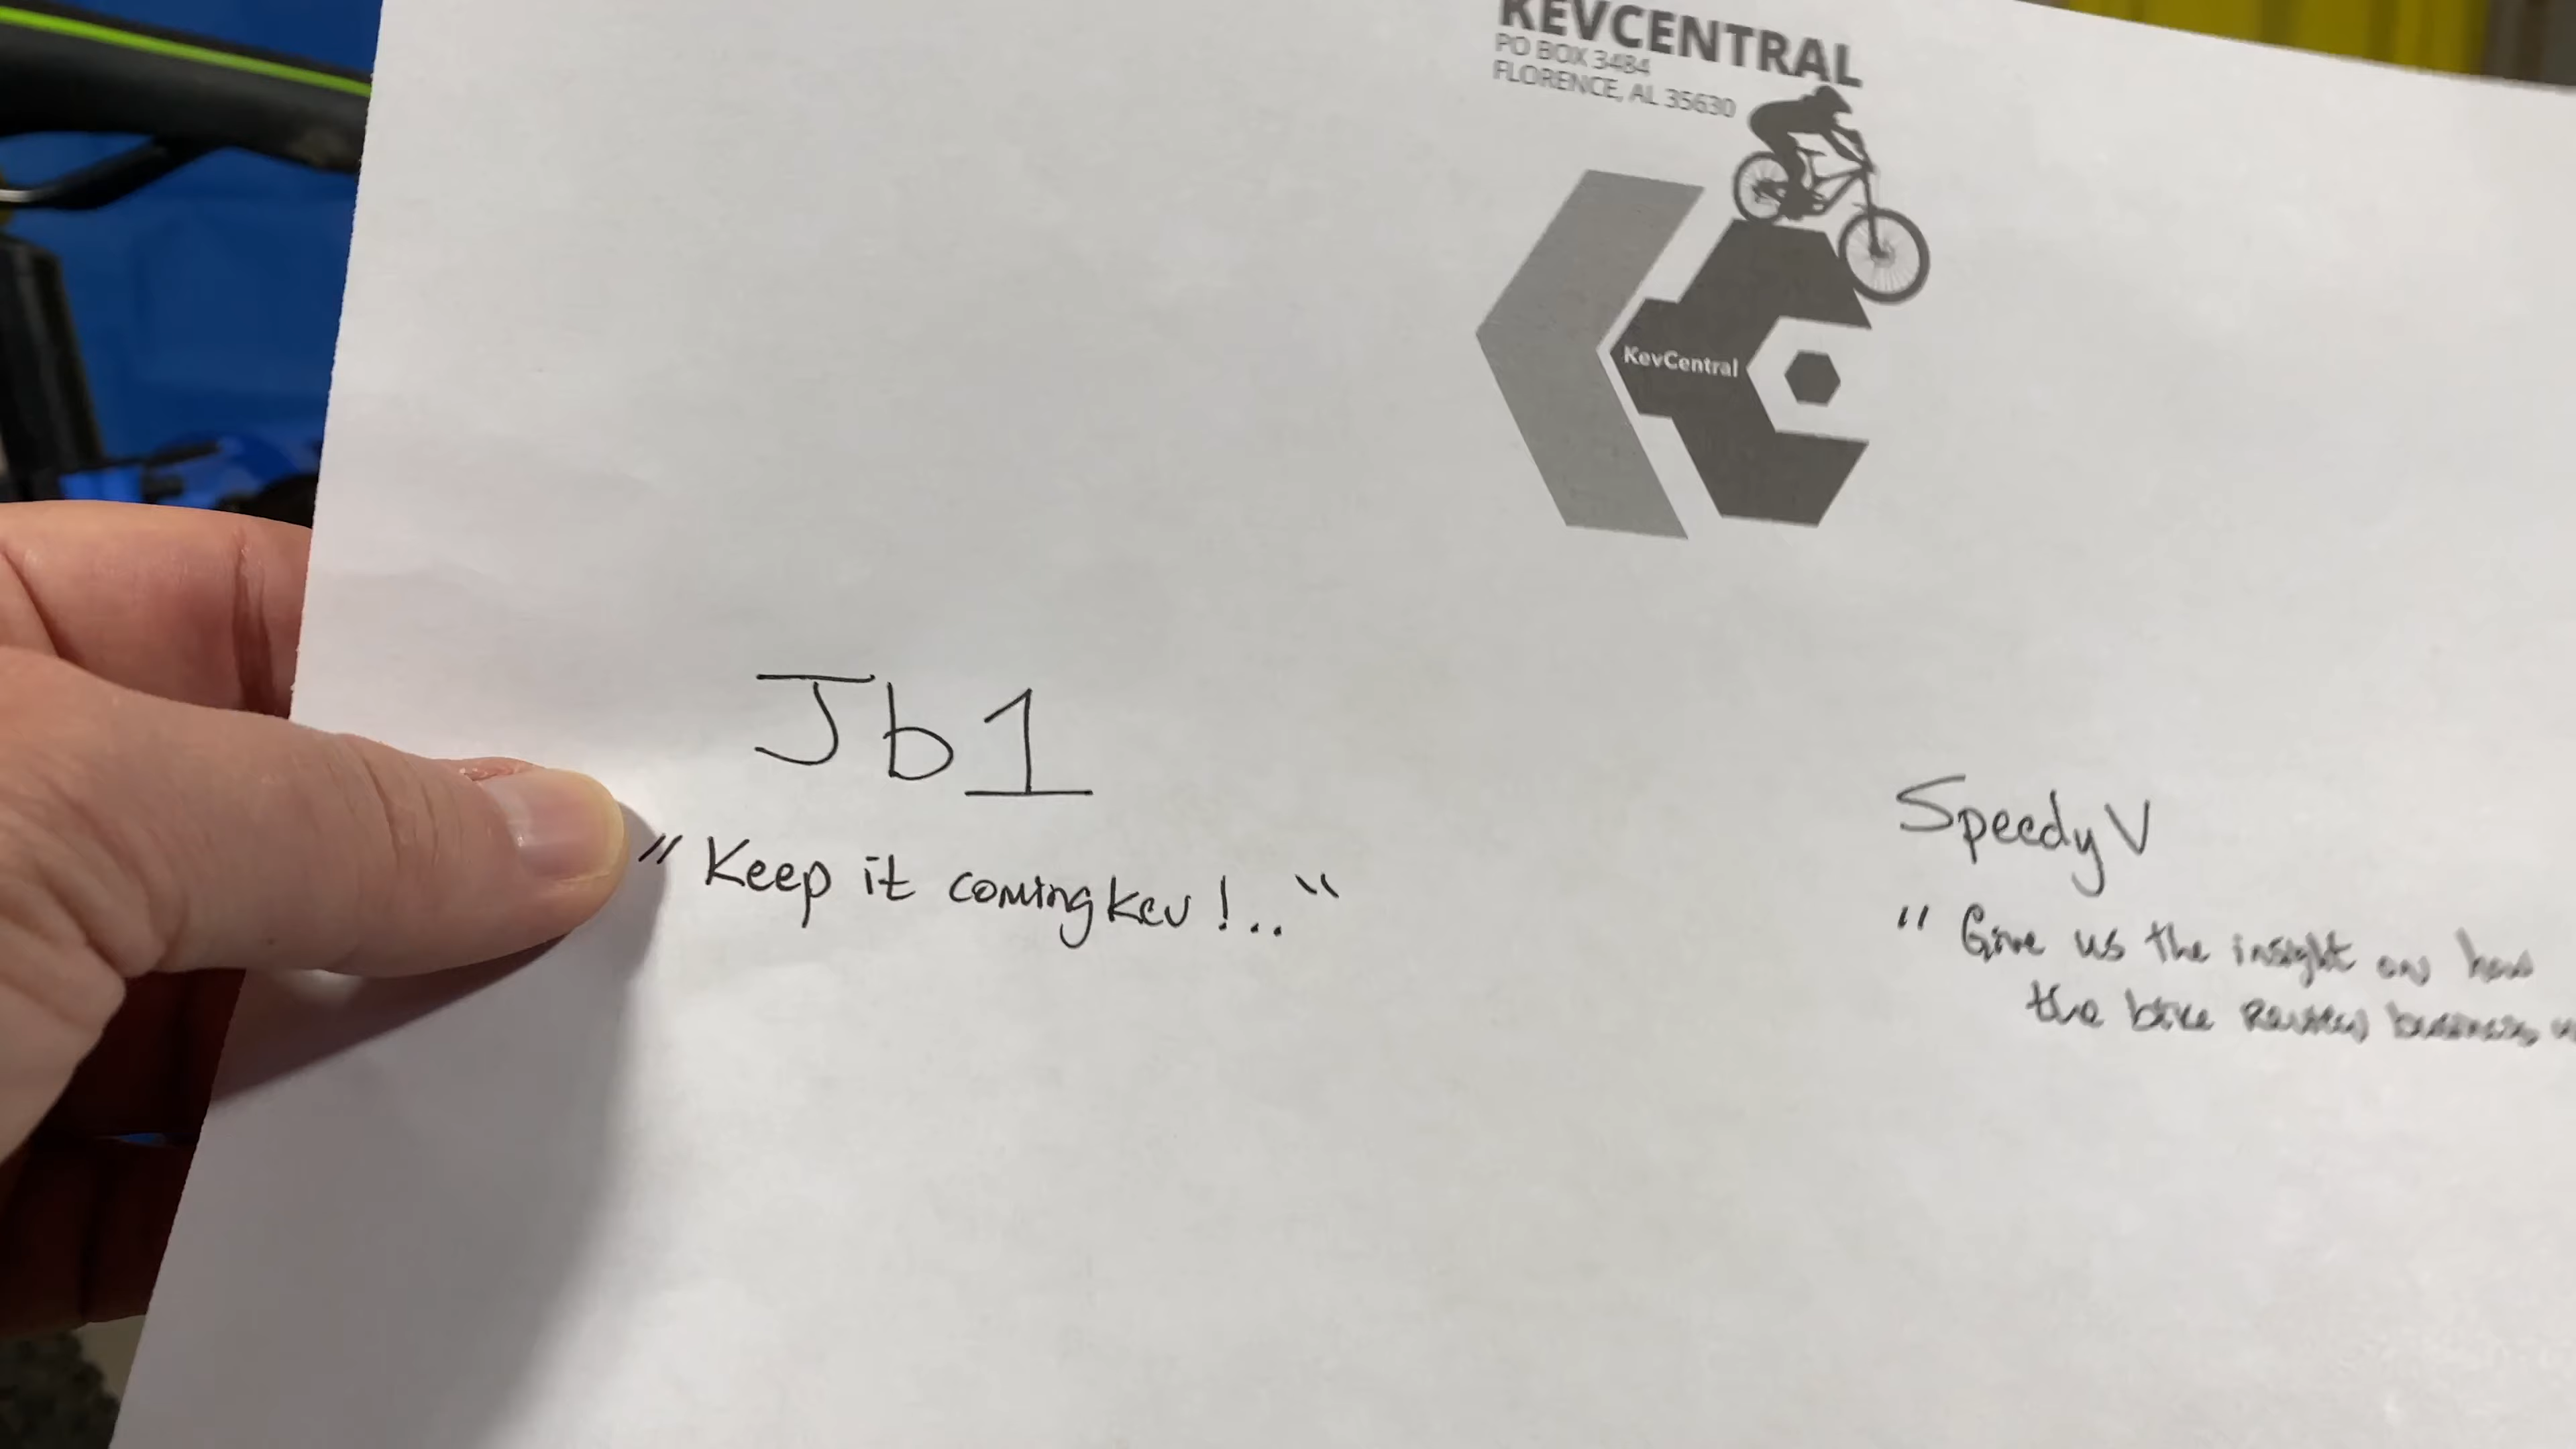 KEVCENTRAL
PO BOX 3484
FLORENCE, AL 35630
KevCentral
Jb1
"Keep it coming Kev!.."
Speedy V
"Give us the insight on how
the bike